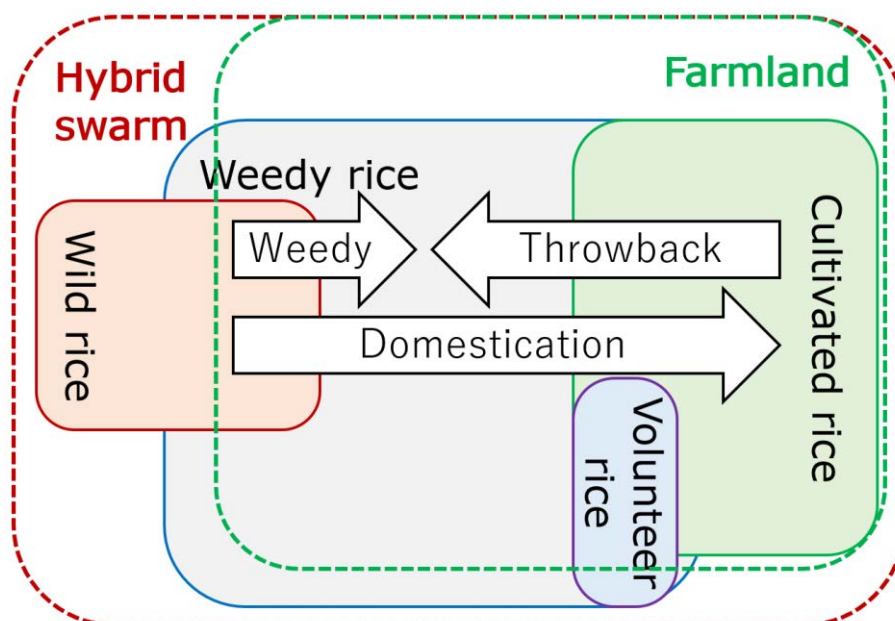 Hybrid
swarm
Farmland
Weedy rice
Weedy
Throwback
Domestication
Wild rice
Cultivated rice
Volunteer
rice